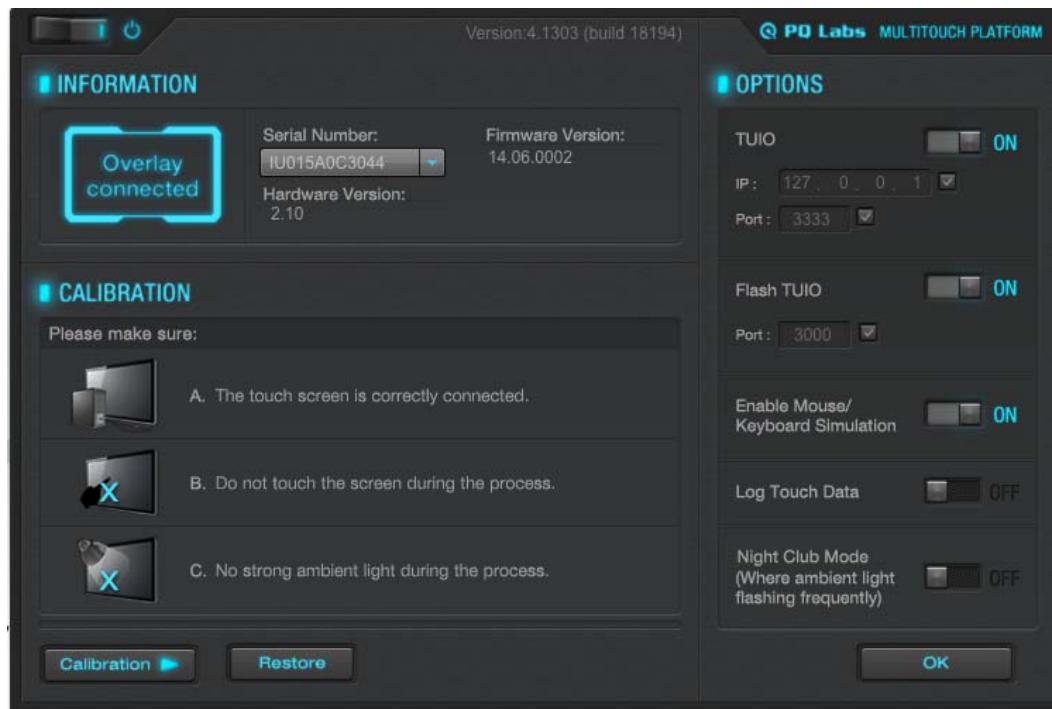 Version:4.1303 (build 18194)
PQ Labs MULTITOUCH PLATFORM
INFORMATION
Overlay
connected
Serial Number:
IU015A0C3044
Hardware Version:
2.10
Firmware Version:
14.06.0002
CALIBRATION
Please make sure:
A. The touch screen is correctly connected.
B. Do not touch the screen during the process.
C. No strong ambient light during the process.
Calibration
Restore
OPTIONS
TUIO ON
IP : 127 . 0 . 0 . 1
Port : 3333
Flash TUIO ON
Port : 3000
Enable Mouse/
Keyboard Simulation ON
Log Touch Data OFF
Night Club Mode
(Where ambient light OFF
flashing frequently)
OK